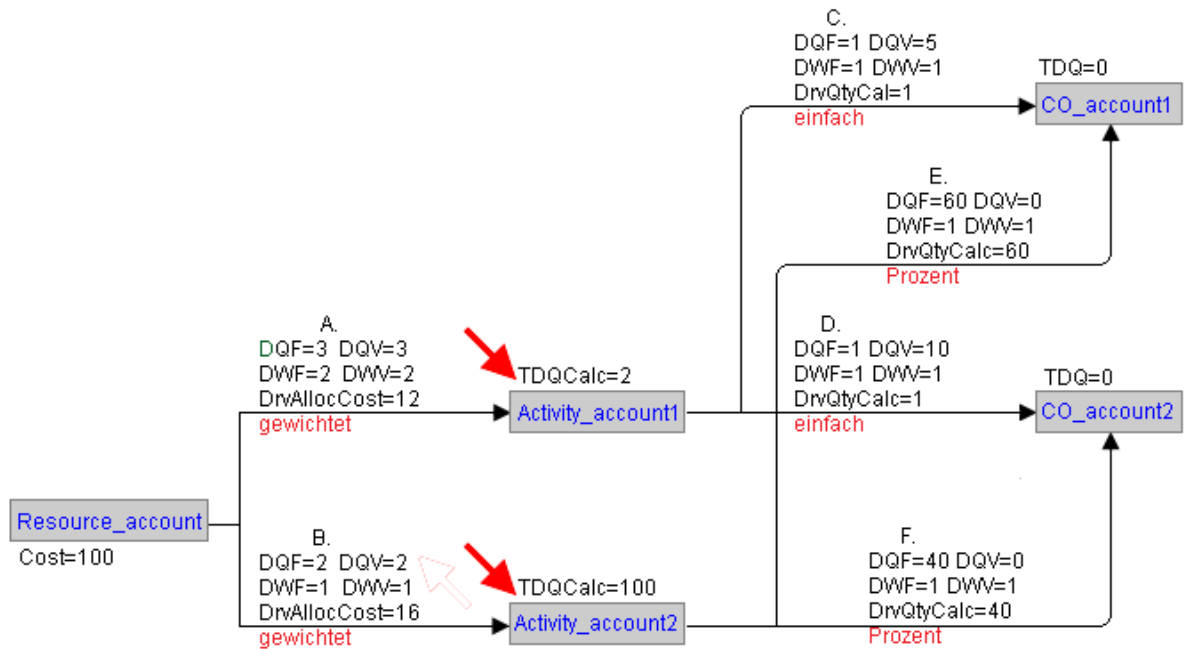 C.
DQF=1 DQV=5
DWF=1 DWV=1
DrvQtyCal=1
einfach
TDQ=0
CO_account1
E.
DQF=60 DQV=0
DWF=1 DWV=1
DrvQtyCalc=60
Prozent
A.
DQF=3 DQV=3
DWF=2 DWV=2
DrvAllocCost=12
gewichtet
TDQCalc=2
Activity_account1
D.
DQF=1 DQV=10
DWF=1 DWV=1
DrvQtyCalc=1
einfach
TDQ=0
CO_account2
Resource_account
Cost=100
B.
DQF=2 DQV=2
DWF=1 DWV=1
DrvAllocCost=16
gewichtet
TDQCalc=100
Activity_account2
F.
DQF=40 DQV=0
DWF=1 DWV=1
DrvQtyCalc=40
Prozent